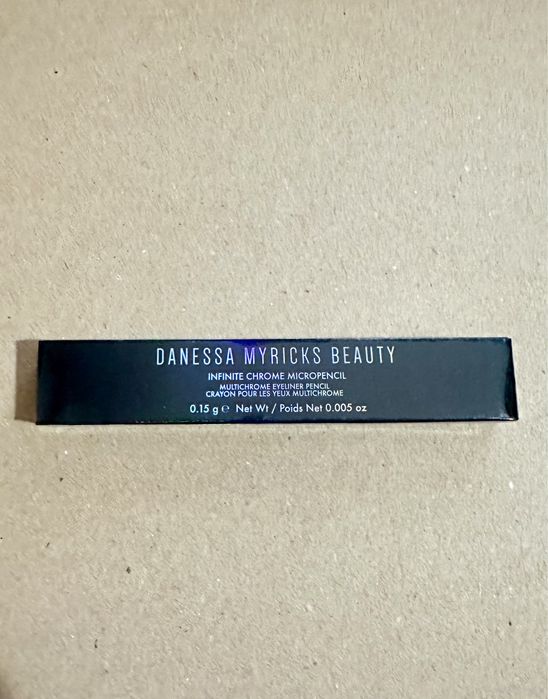 DANESSA MYRICKS BEAUTY
INFINITE CHROME MICROPENCIL
MULTICHROME EYELINER PENCIL
CRAYON POUR LES YEUX MULTICHROME
0.15 g ℮ Net Wt / Poids Net 0.005 oz